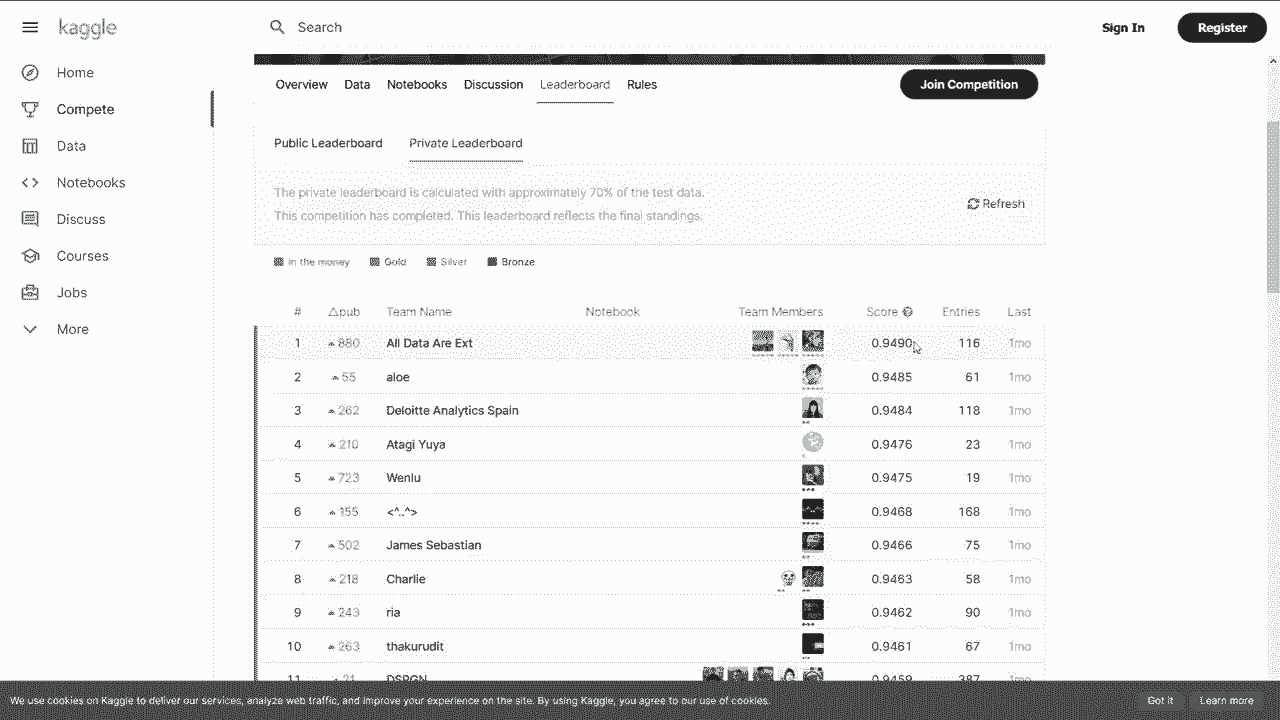 kaggle
Search
Sign In
Register
Home
Compete
Data
Notebooks
Discuss
Courses
Jobs
More
Overview Data Notebooks Discussion Leaderboard Rules
Join Competition
Public Leaderboard Private Leaderboard
The private leaderboard is calculated with approximately 70% of the test data.
This competition has completed. This leaderboard reflects the final standings.
Refresh
In the money Gold Silver Bronze
# △pub Team Name Notebook Team Members Score Entries Last
1 880 All Data Are Ext 0.9490 116 1mo
2 55 aloe 0.9485 61 1mo
3 262 Deloitte Analytics Spain 0.9484 118 1mo
4 210 Atagi Yuya 0.9476 23 1mo
5 723 Wenlu 0.9475 19 1mo
6 155 <^..^> 0.9468 168 1mo
7 502 James Sebastian 0.9466 75 1mo
8 218 Charlie 0.9463 58 1mo
9 243 ria 0.9462 90 1mo
10 263 thakurudit 0.9461 67 1mo
11 21 DSPGN 0.9459 387 1mo
We use cookies on Kaggle to deliver our services, analyze web traffic, and improve your experience on the site. By using Kaggle, you agree to our use of cookies.
Got it
Learn more